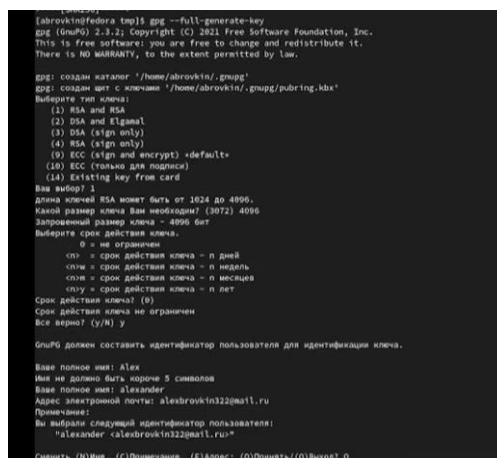 [abrovkin@fedora tmp]$ gpg --full-generate-key
gpg (GnuPG) 2.3.2; Copyright (C) 2021 Free Software Foundation, Inc.
This is free software: you are free to change and redistribute it.
There is NO WARRANTY, to the extent permitted by law.
gpg: создан каталог '/home/abrovkin/.gnupg'
gpg: создан щит с ключами '/home/abrovkin/.gnupg/pubring.kbx'
Выберите тип ключа:
(1) RSA and RSA
(2) DSA and Elgamal
(3) DSA (sign only)
(4) RSA (sign only)
(9) ECC (sign and encrypt) *default*
(10) ECC (только для подписи)
(14) Existing key from card
Ваш выбор? 1
длина ключей RSA может быть от 1024 до 4096.
Какой размер ключа Вам необходим? (3072) 4096
Запрошенный размер ключа - 4096 бит
Выберите срок действия ключа.
0 = не ограничен
<n> = срок действия ключа - n дней
<n>w = срок действия ключа - n недель
<n>m = срок действия ключа - n месяцев
<n>y = срок действия ключа - n лет
Срок действия ключа? (0)
Срок действия ключа не ограничен
Все верно? (y/N) y
GnuPG должен составить идентификатор пользователя для идентификации ключа.
Ваше полное имя: Alex
Имя не должно быть короче 5 символов
Ваше полное имя: alexander
Адрес электронной почты: alexbrovkin322@mail.ru
Примечание:
Вы выбрали следующий идентификатор пользователя:
"alexander <alexbrovkin322@mail.ru>"
Сменить (N)Имя, (C)Примечание, (E)Адрес; (O)Принять/(Q)Выход? O